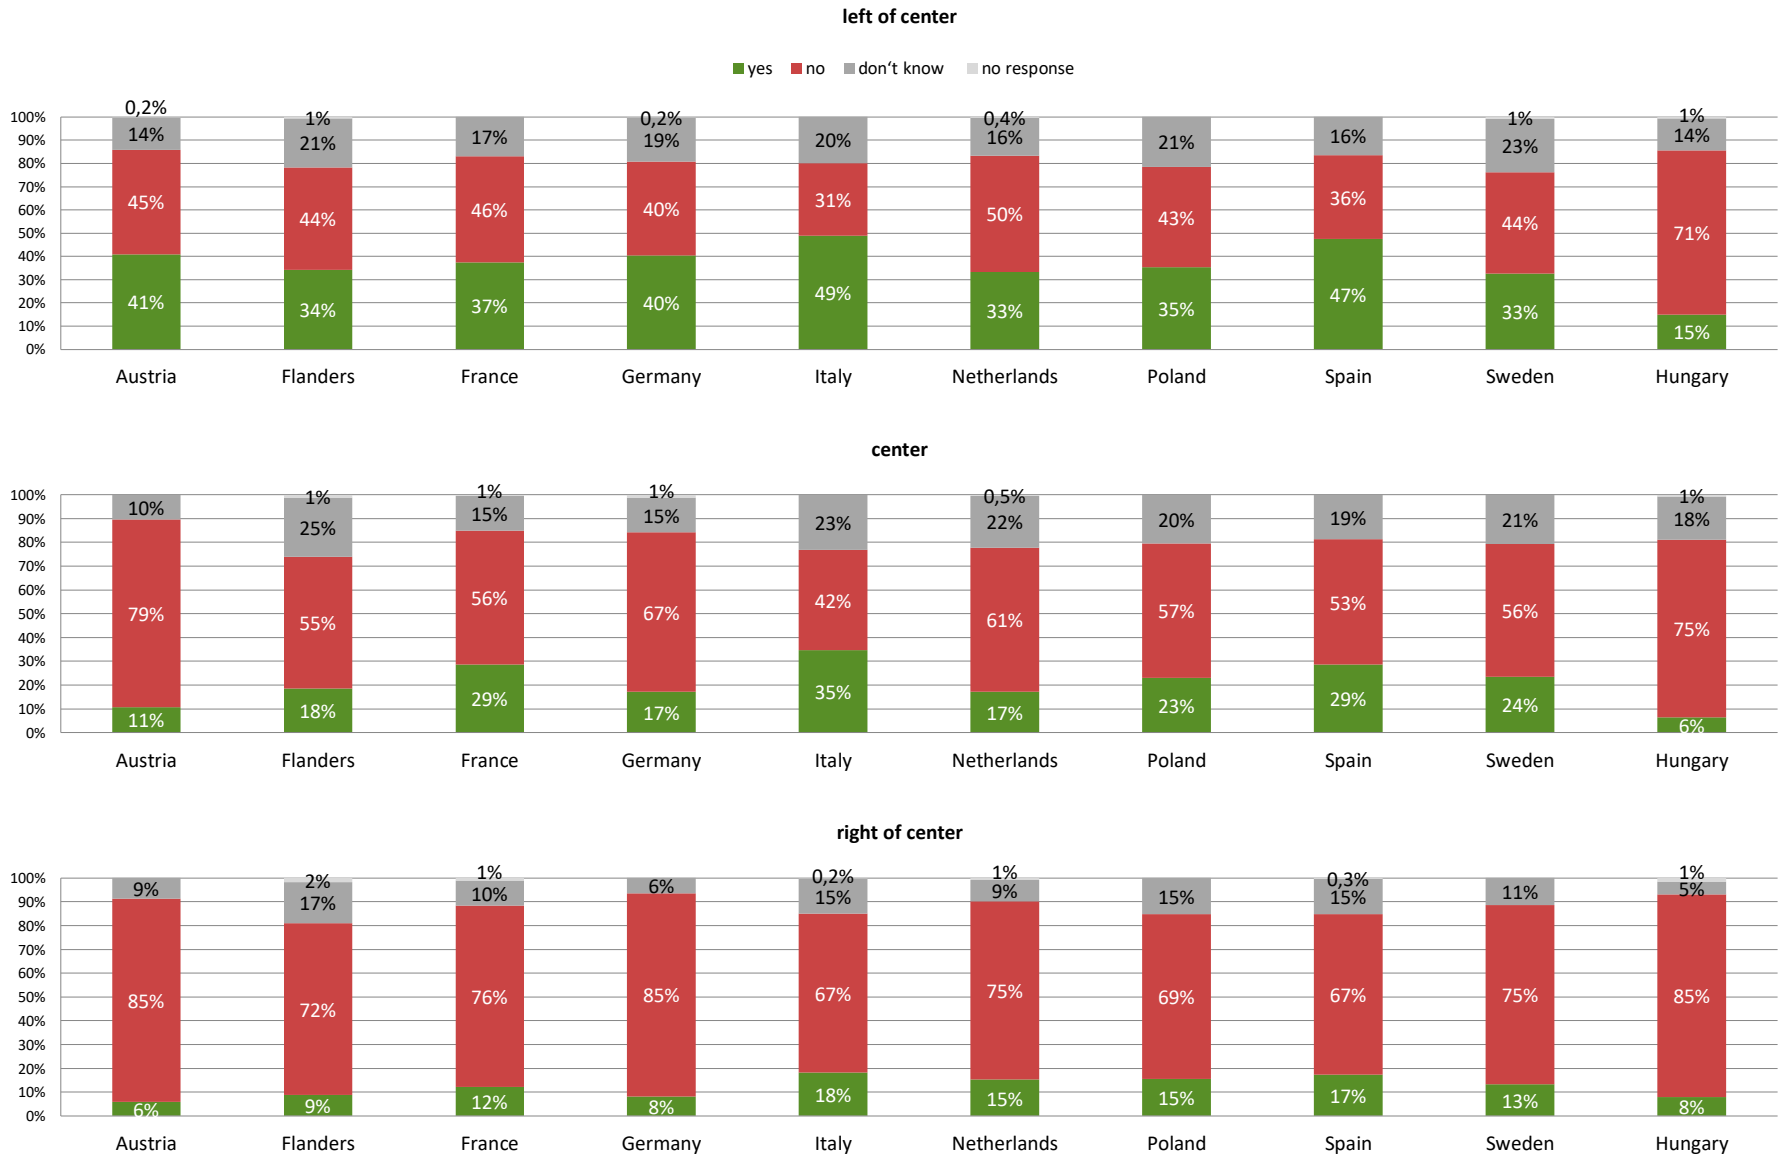 left of center
yes no don‘t know no response
0,2% 1% 0,2% 0,4% 1% 1%
100%
14% 21% 17% 19% 20% 16% 21% 16% 23% 14%
90%
80%
45% 44% 46% 40% 31% 50% 43% 36% 44% 71%
70%
60%
50%
40%
41% 34% 37% 40% 49% 33% 35% 47% 33% 15%
30%
20%
10%
0%
Austria Flanders France Germany Italy Netherlands Poland Spain Sweden Hungary
center
1% 1% 1% 0,5% 1%
100%
10% 25% 15% 15% 23% 22% 20% 19% 21% 18%
90%
80%
70%
79% 55% 56% 67% 42% 61% 57% 53% 56% 75%
60%
50%
40%
30%
11% 18% 29% 17% 35% 17% 23% 29% 24% 6%
20%
10%
0%
Austria Flanders France Germany Italy Netherlands Poland Spain Sweden Hungary
right of center
2% 1% 0,2% 1% 0,3% 1%
100%
9% 17% 10% 6% 15% 9% 15% 15% 11% 5%
90%
80%
70%
60%
85% 72% 76% 85% 67% 75% 69% 67% 75% 85%
50%
40%
30%
20%
10%
6% 9% 12% 8% 18% 15% 15% 17% 13% 8%
0%
Austria Flanders France Germany Italy Netherlands Poland Spain Sweden Hungary